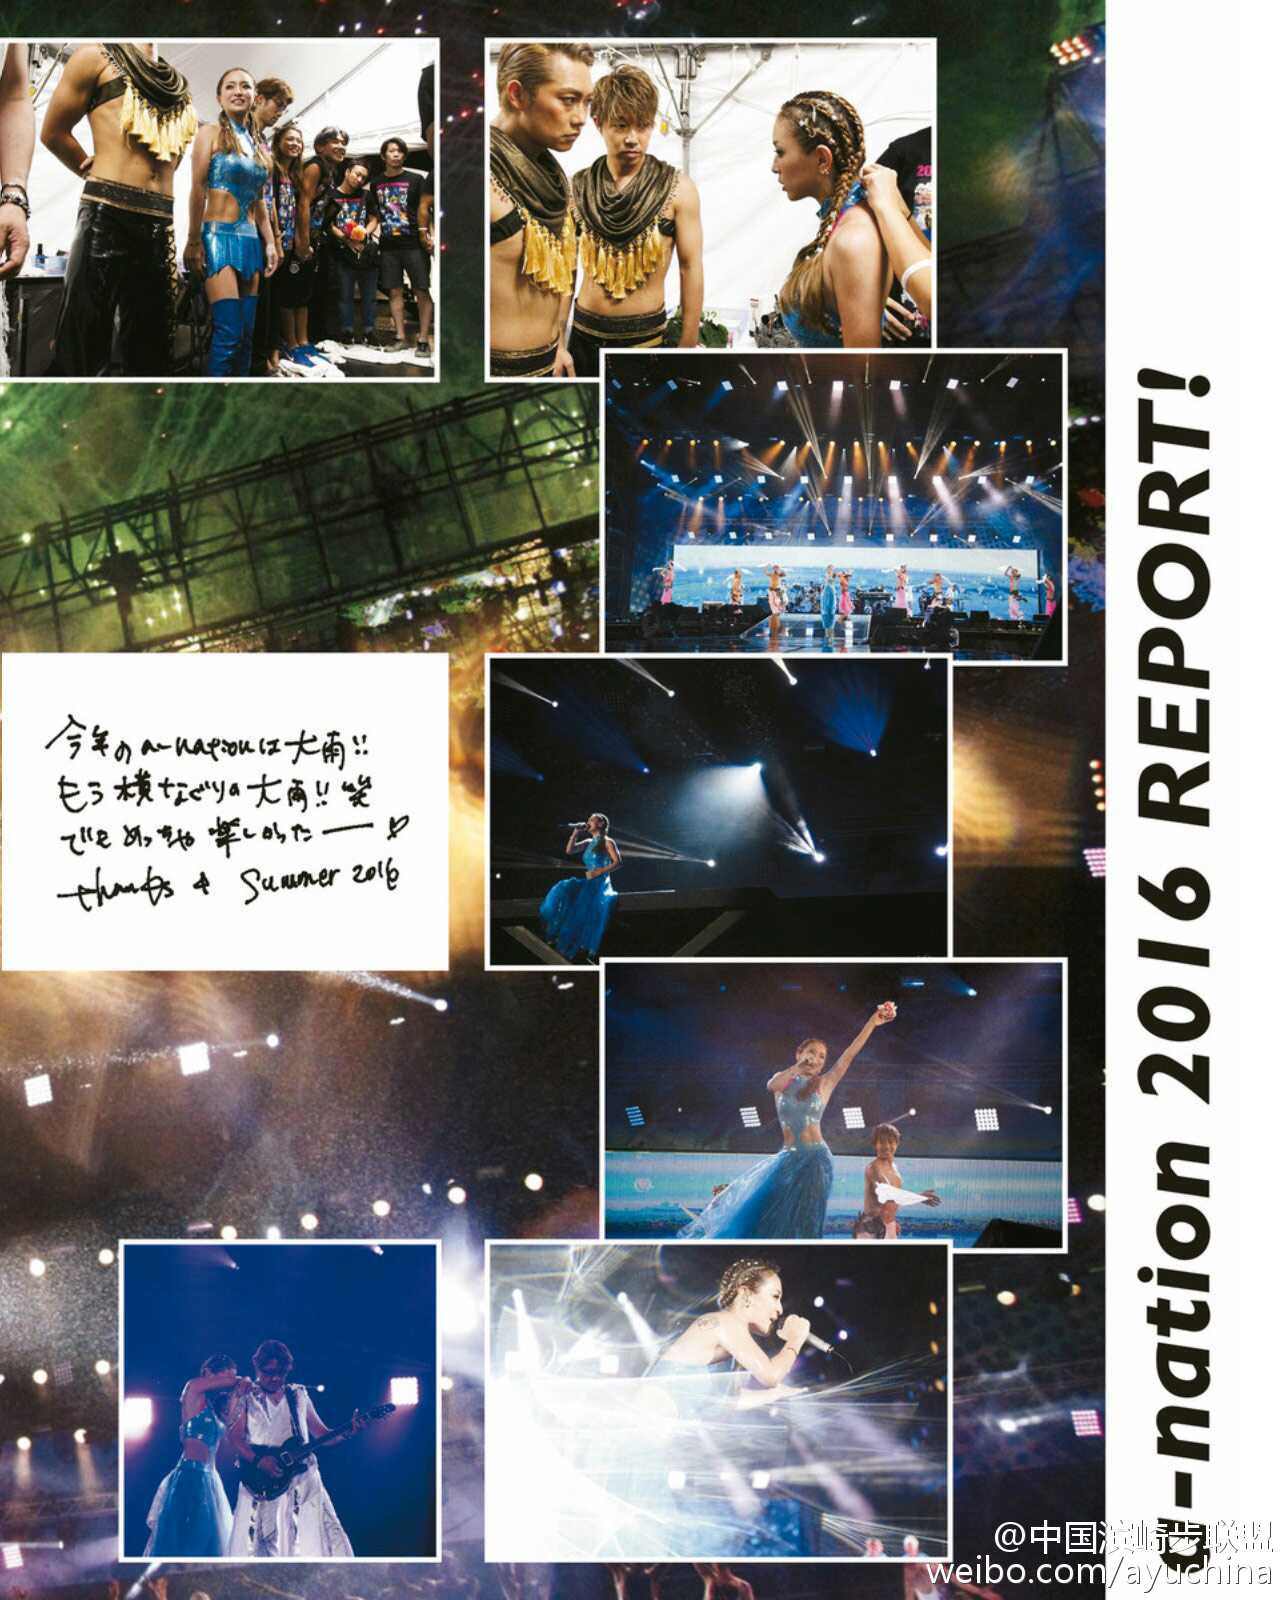 今年のa-nationは大雨!!
もう横なぐりの大雨!!笑
でもめっちゃ楽しかったー♡
thanks & Summer 2016
a-nation 2016 REPORT!
@中国滨崎步联盟
weibo.com/ayuchina